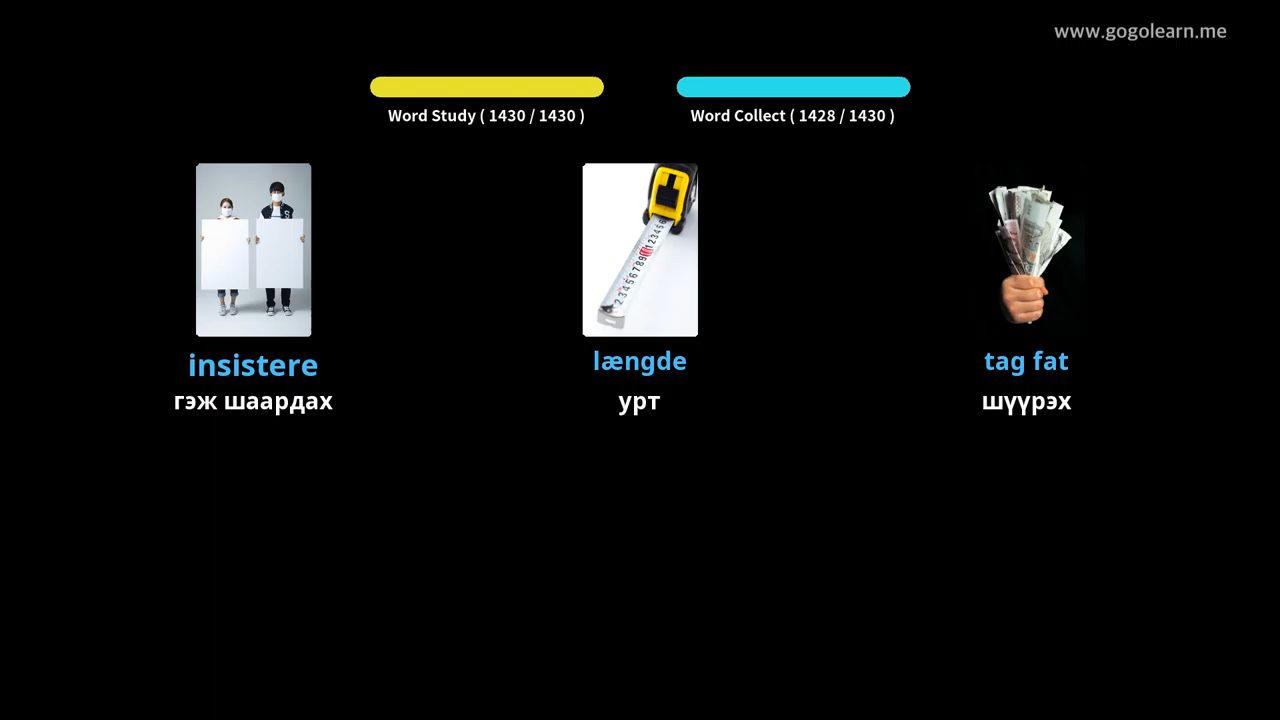 www.gogolearn.me
Word Study ( 1430 / 1430 )
Word Collect ( 1428 / 1430 )
insistere
længde
tag fat
гэж шаардах
урт
шүүрэх